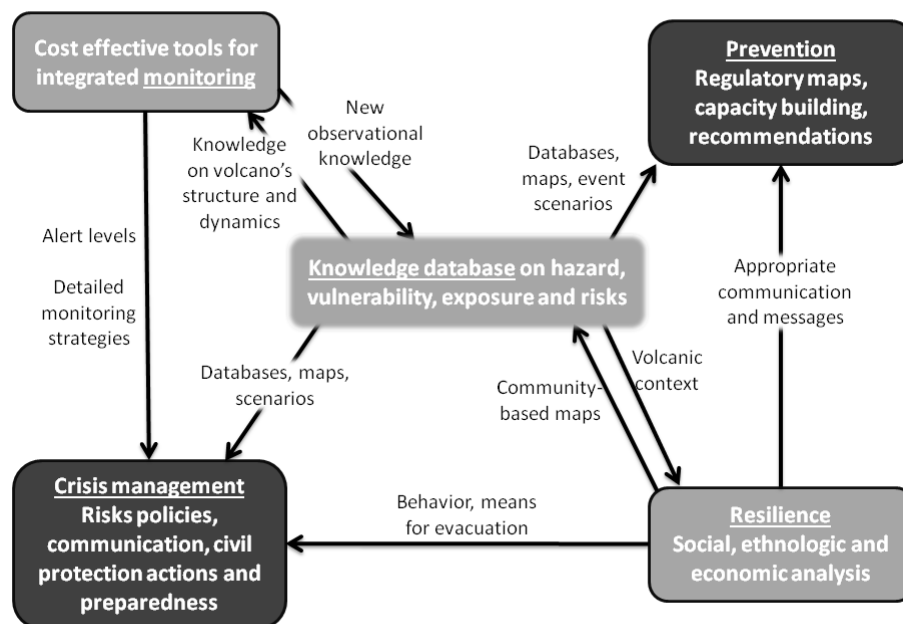 Cost effective tools for
integrated monitoring
Prevention
Regulatory maps,
capacity building,
recommendations
New
observational
knowledge
Knowledge
on volcano's
structure and
dynamics
Databases,
maps, event
scenarios
Alert levels
Detailed
monitoring
strategies
Knowledge database on hazard,
vulnerability, exposure and risks
Appropriate
communication
and messages
Databases, maps,
scenarios
Community-
based maps
Volcanic
context
Crisis management
Risks policies,
communication, civil
protection actions and
preparedness
Behavior, means
for evacuation
Resilience
Social, ethnologic and
economic analysis